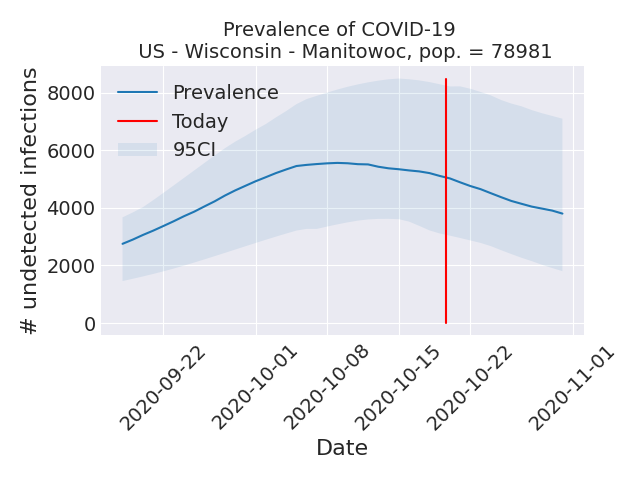 Prevalence of COVID-19
US - Wisconsin - Manitowoc, pop. = 78981
# undetected infections
8000
6000
4000
2000
0
Prevalence
Today
95CI
2020-09-22
2020-10-01
2020-10-08
2020-10-15
2020-10-22
2020-11-01
Date